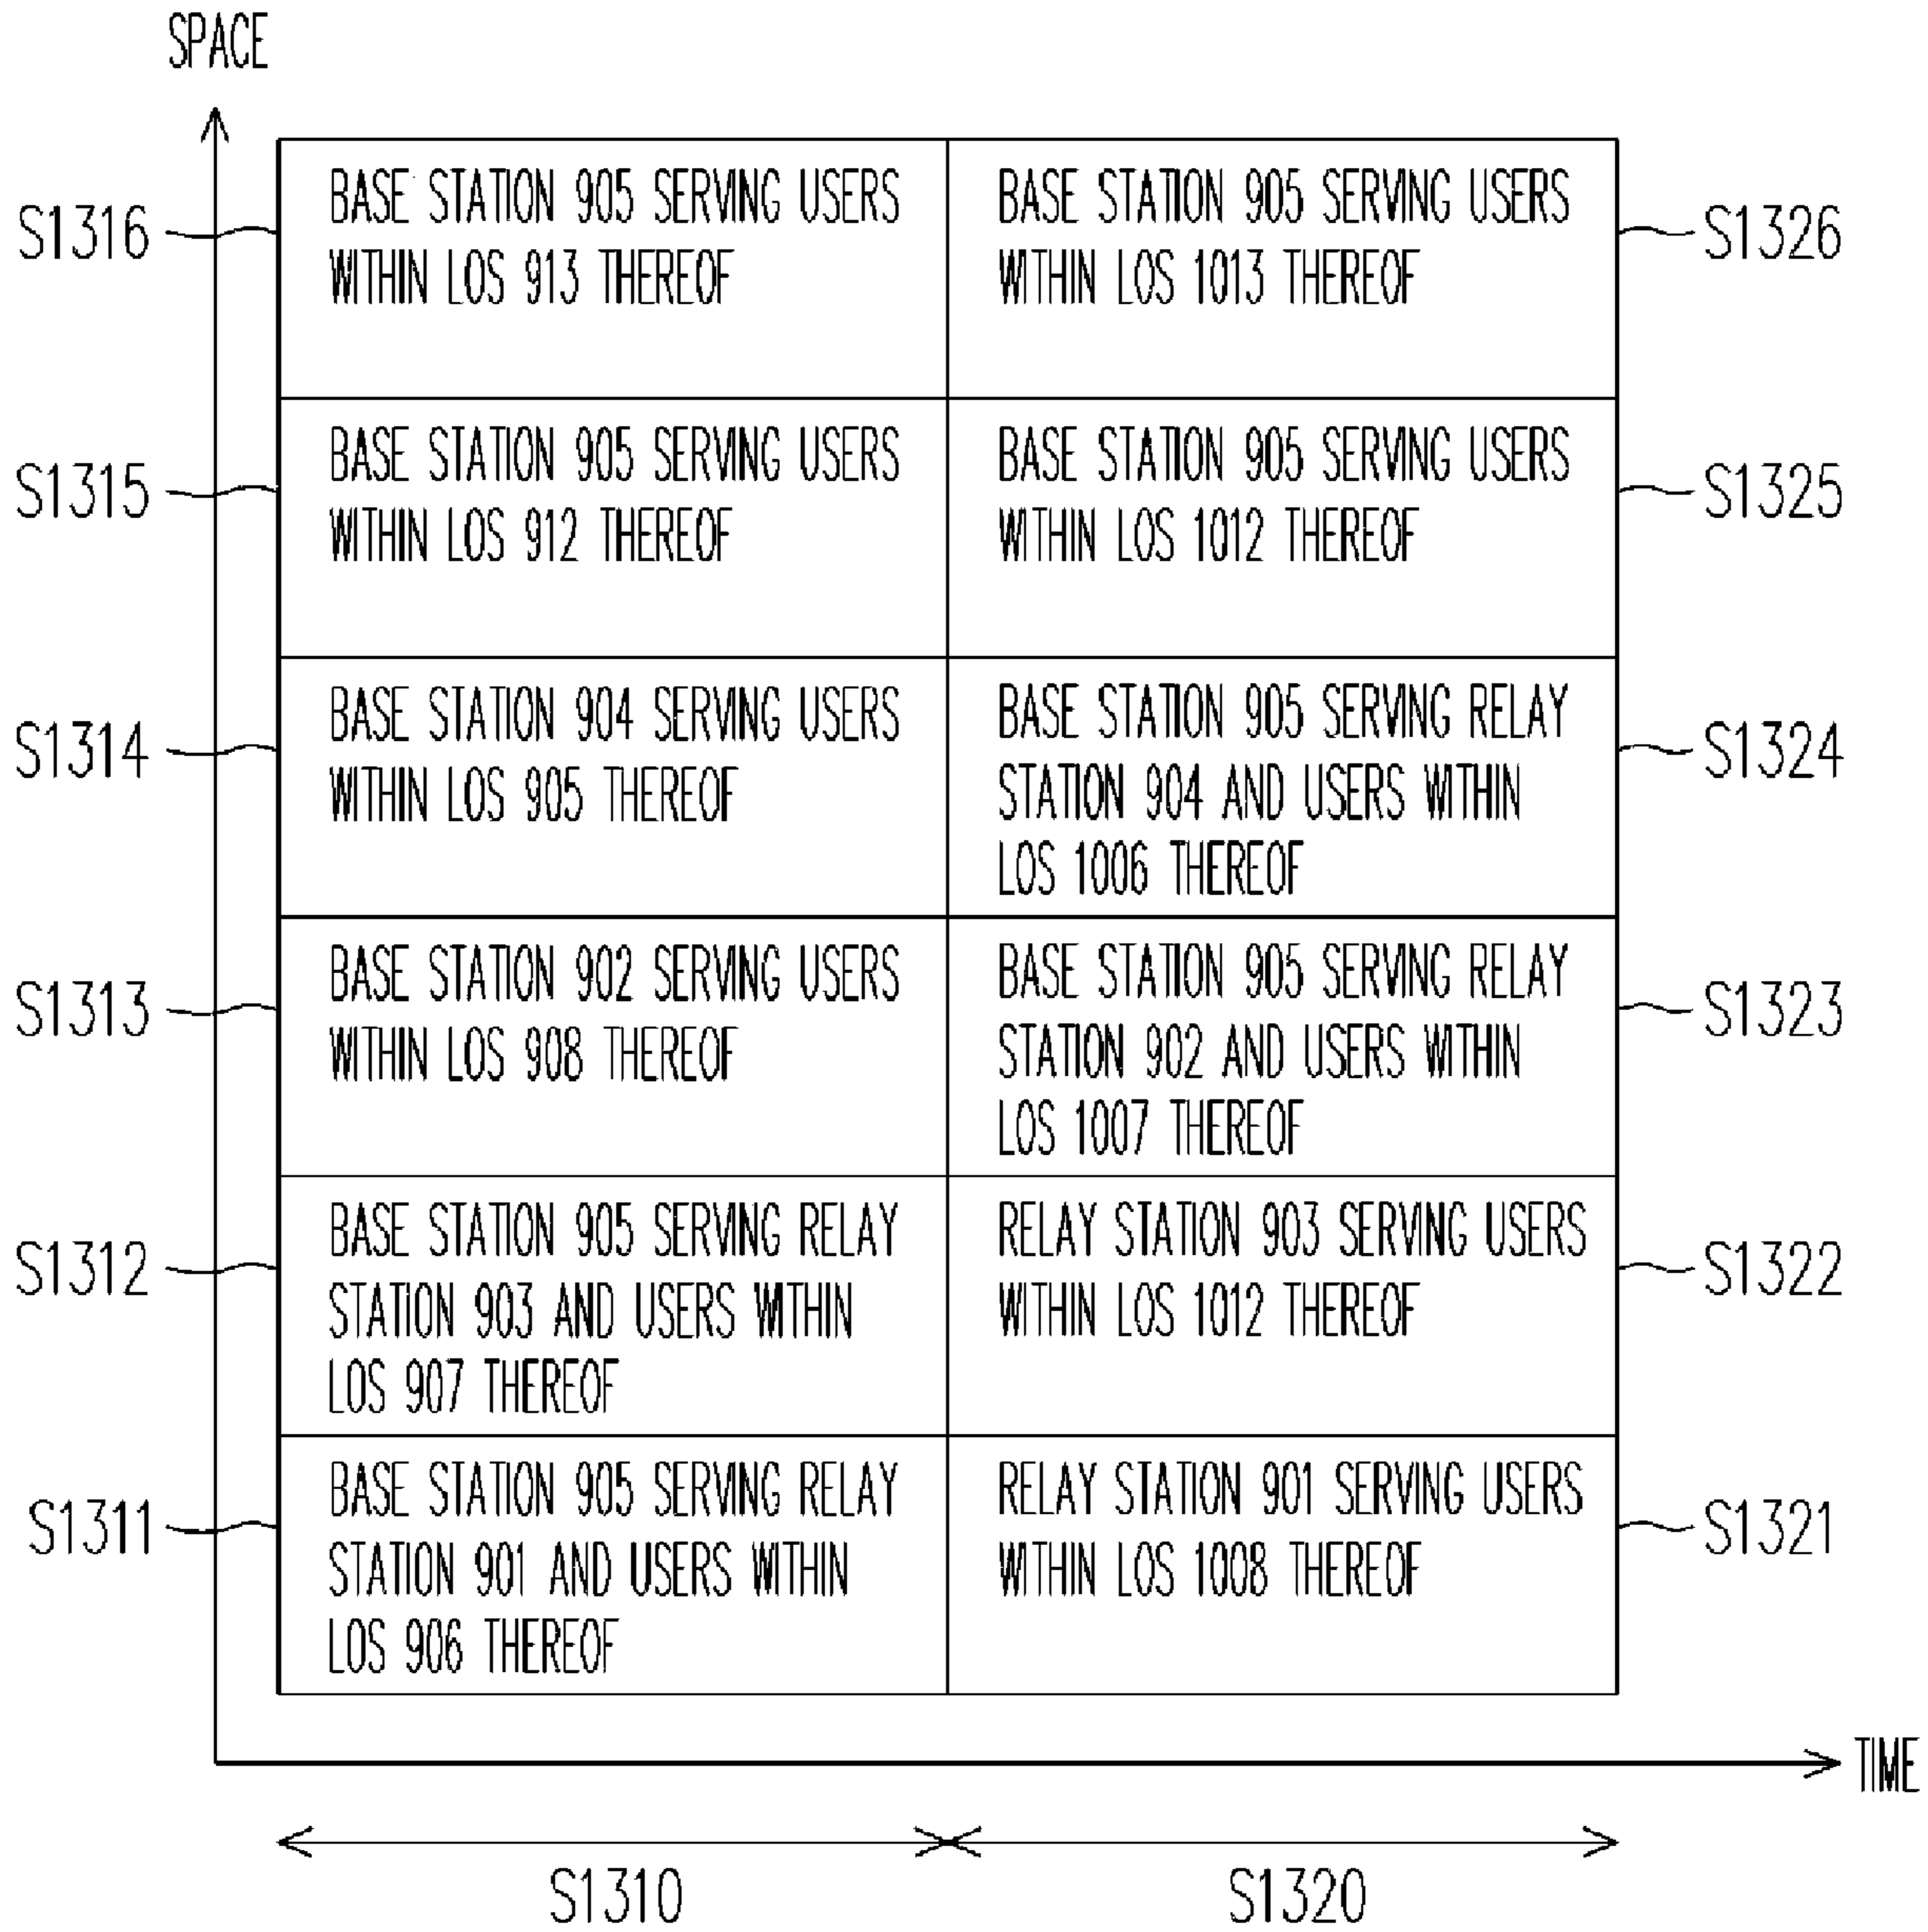 SPACE
S1316
BASE STATION 905 SERVING USERS
WITHIN LOS 913 THEREOF
BASE STATION 905 SERVING USERS
WITHIN LOS 1013 THEREOF
S1326
S1315
BASE STATION 905 SERVING USERS
WITHIN LOS 912 THEREOF
BASE STATION 905 SERVING USERS
WITHIN LOS 1012 THEREOF
S1325
S1314
BASE STATION 904 SERVING USERS
WITHIN LOS 905 THEREOF
BASE STATION 905 SERVING RELAY
STATION 904 AND USERS WITHIN
LOS 1006 THEREOF
S1324
S1313
BASE STATION 902 SERVING USERS
WITHIN LOS 908 THEREOF
BASE STATION 905 SERVING RELAY
STATION 902 AND USERS WITHIN
LOS 1007 THEREOF
S1323
S1312
BASE STATION 905 SERVING RELAY
STATION 903 AND USERS WITHIN
LOS 907 THEREOF
RELAY STATION 903 SERVING USERS
WITHIN LOS 1012 THEREOF
S1322
S1311
BASE STATION 905 SERVING RELAY
STATION 901 AND USERS WITHIN
LOS 906 THEREOF
RELAY STATION 901 SERVING USERS
WITHIN LOS 1008 THEREOF
S1321
TIME
S1310
S1320